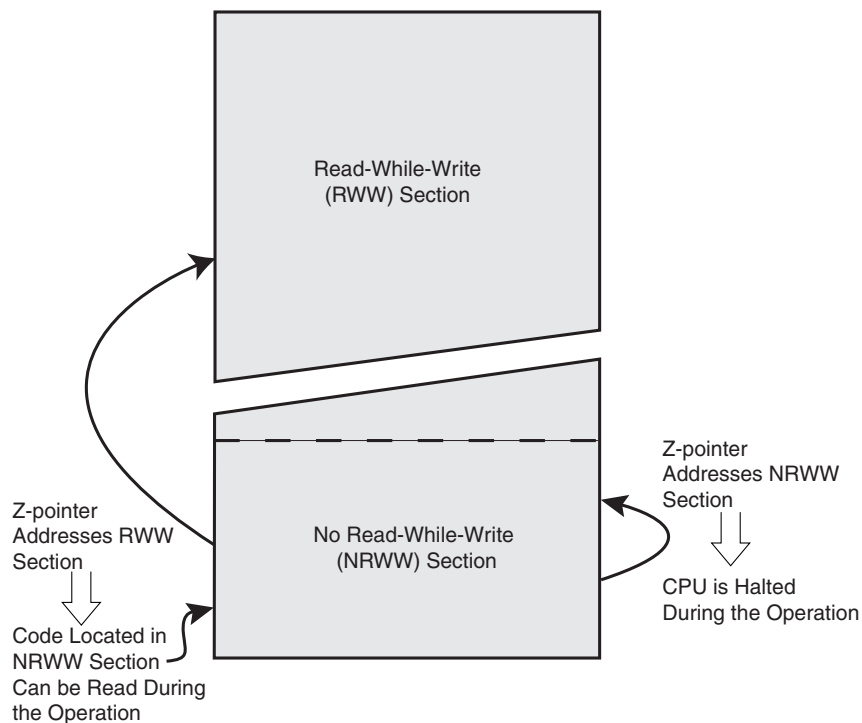 Read-While-Write
(RWW) Section
Z-pointer
Addresses NRWW
Section
Z-pointer
Addresses RWW
Section
No Read-While-Write
(NRWW) Section
CPU is Halted
During the Operation
Code Located in
NRWW Section
Can be Read During
the Operation